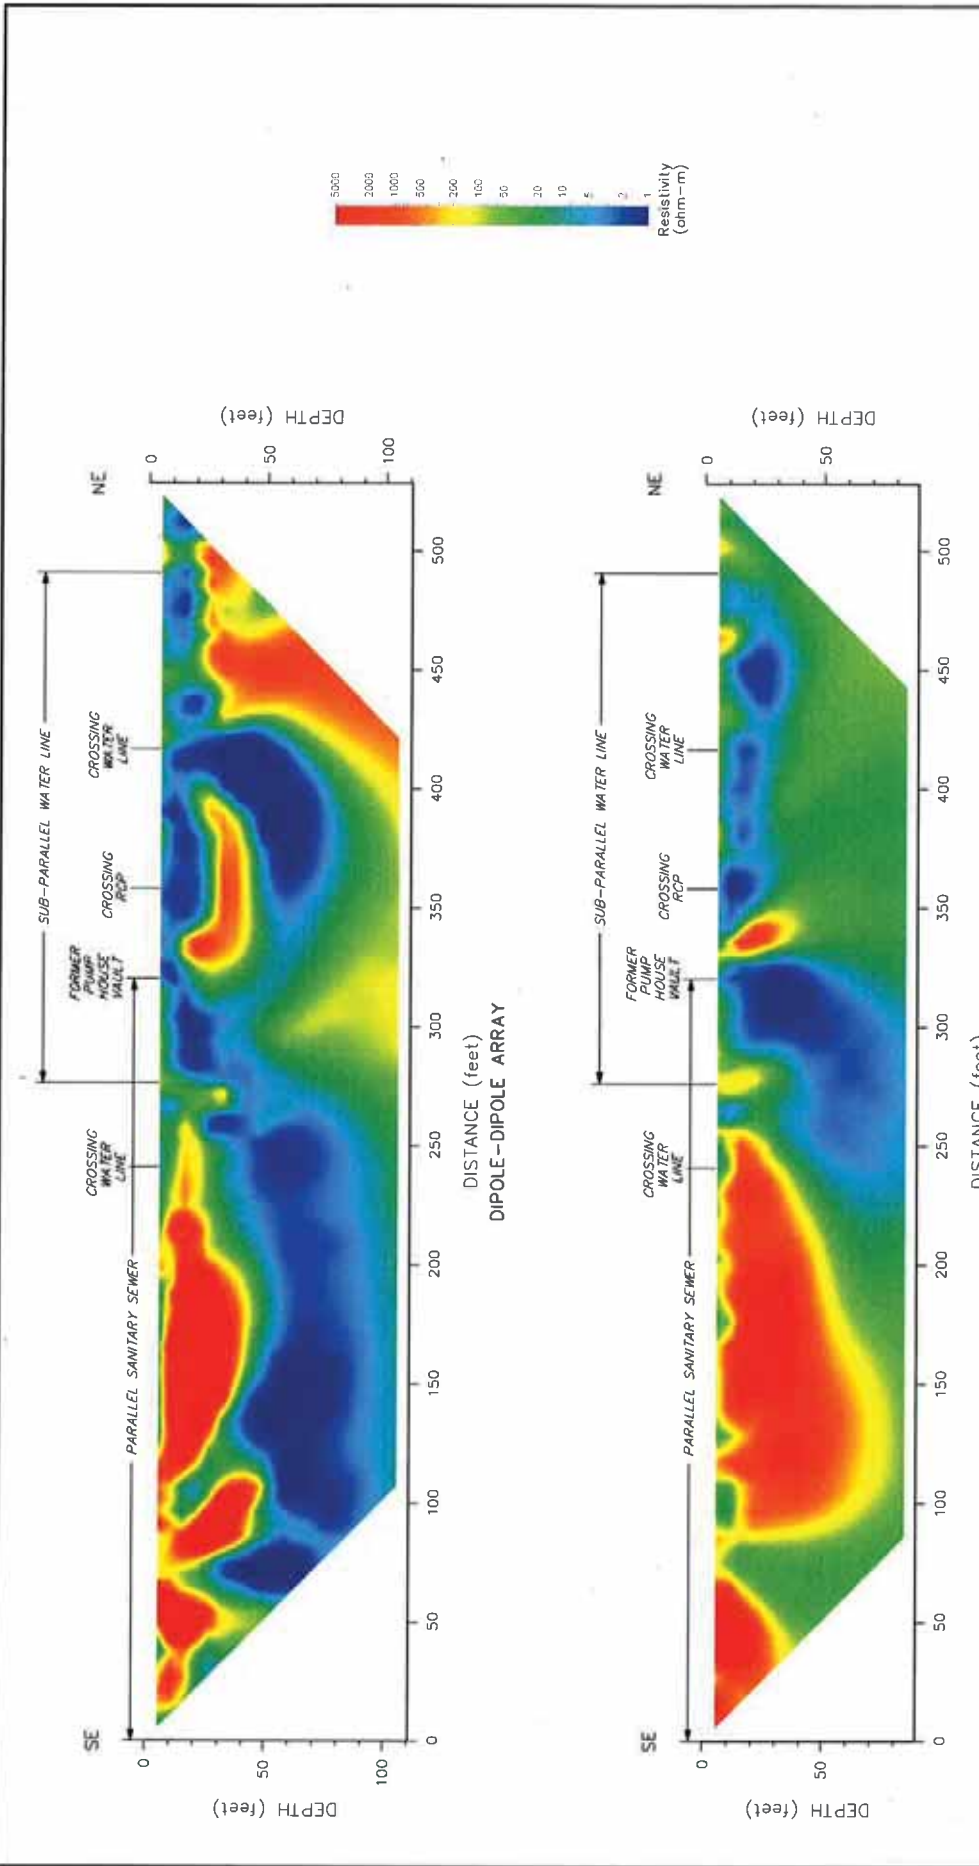 SE
NE
SUB-PARALLEL WATER LINE
PARALLEL SANITARY SEWER
CROSSING
WATER
LINE
FORMER
PUMP
HOUSE
VAULT
CROSSING
RCP
CROSSING
WATER
LINE
0
50
100
DEPTH (feet)
0
50
100
DEPTH (feet)
0 50 100 150 200 250 300 350 400 450 500
DISTANCE (feet)
DIPOLE-DIPOLE ARRAY
5000
2000
1000
500
200
100
50
20
10
5
2
1
Resistivity
(ohm-m)
SE
NE
SUB-PARALLEL WATER LINE
PARALLEL SANITARY SEWER
CROSSING
WATER
LINE
FORMER
PUMP
HOUSE
VAULT
CROSSING
RCP
CROSSING
WATER
LINE
0
50
DEPTH (feet)
0
50
DEPTH (feet)
0 50 100 150 200 250 300 350 400 450 500
DISTANCE (feet)